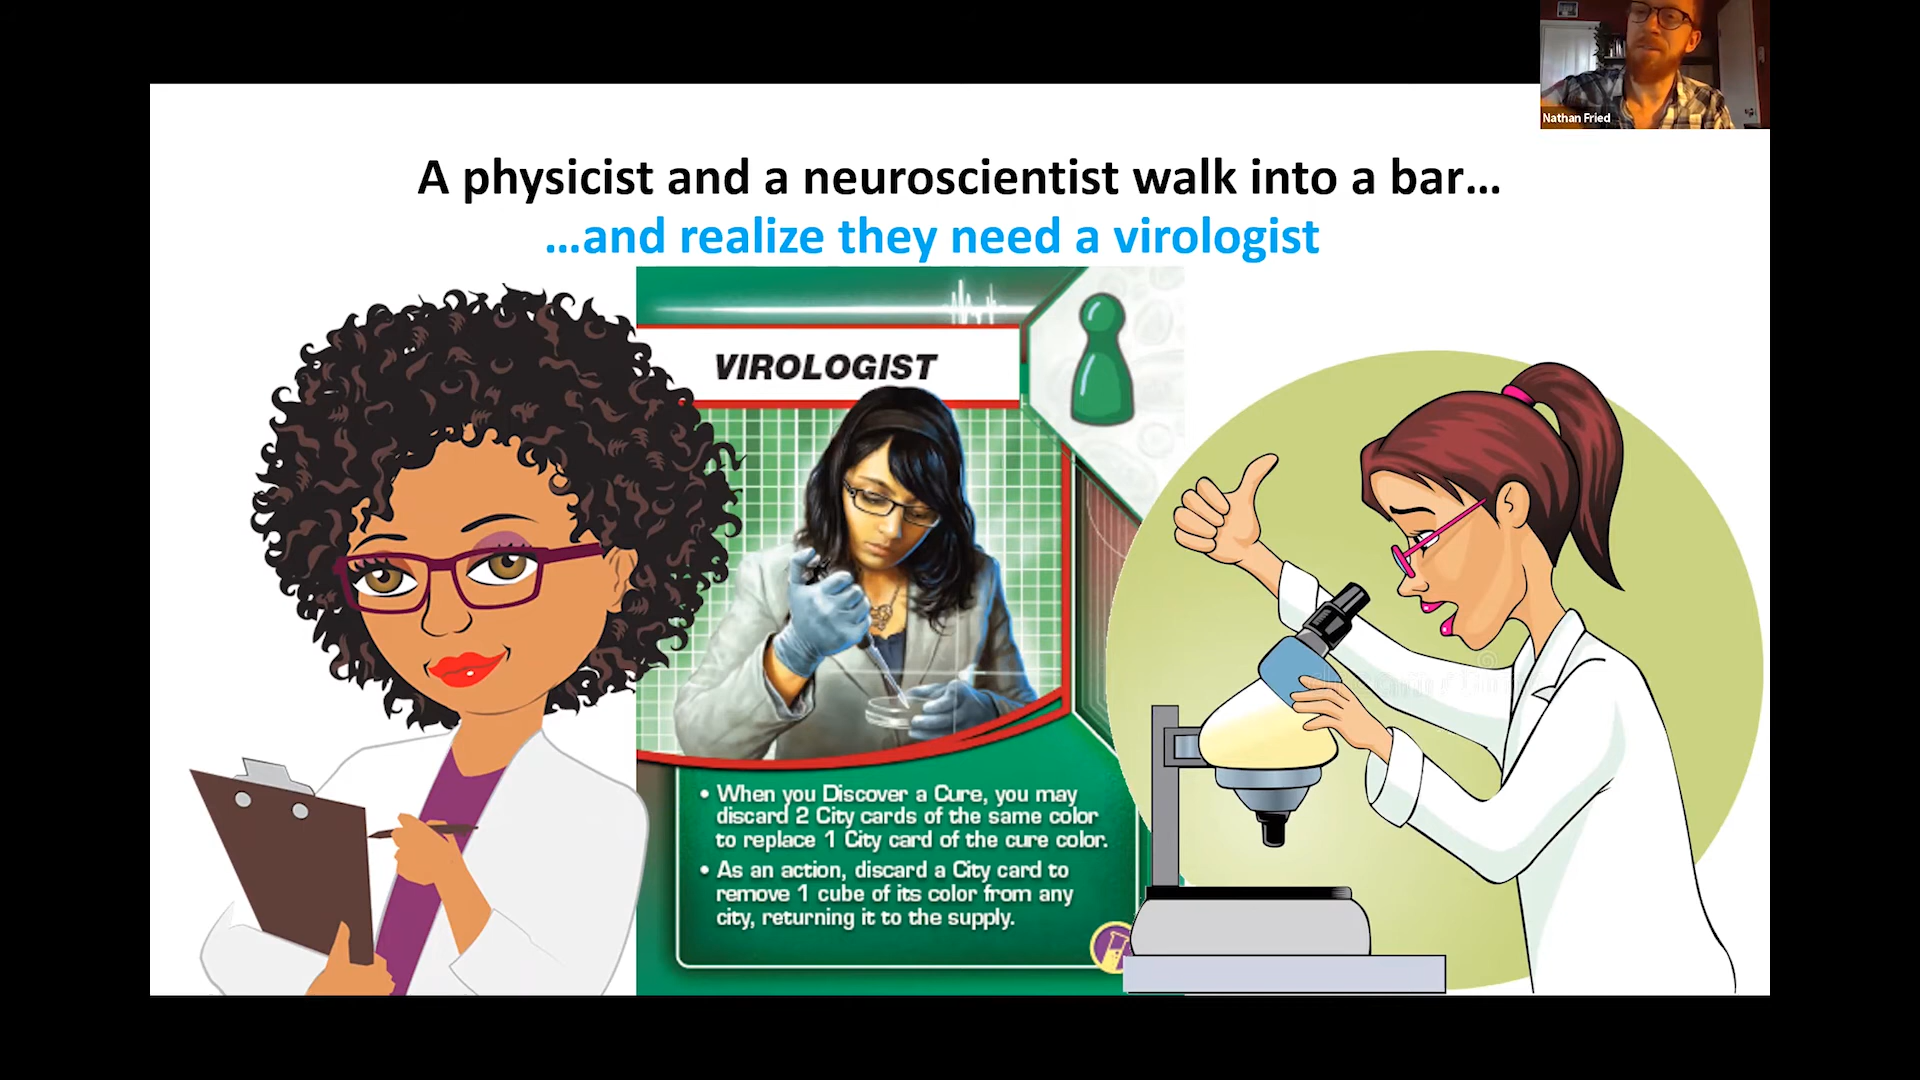 Nathan Fried
A physicist and a neuroscientist walk into a bar...
...and realize they need a virologist
VIROLOGIST
• When you Discover a Cure, you may
discard 2 City cards of the same color
to replace 1 City card of the cure color.
• As an action, discard a City card to
remove 1 cube of its color from any
city, returning it to the supply.